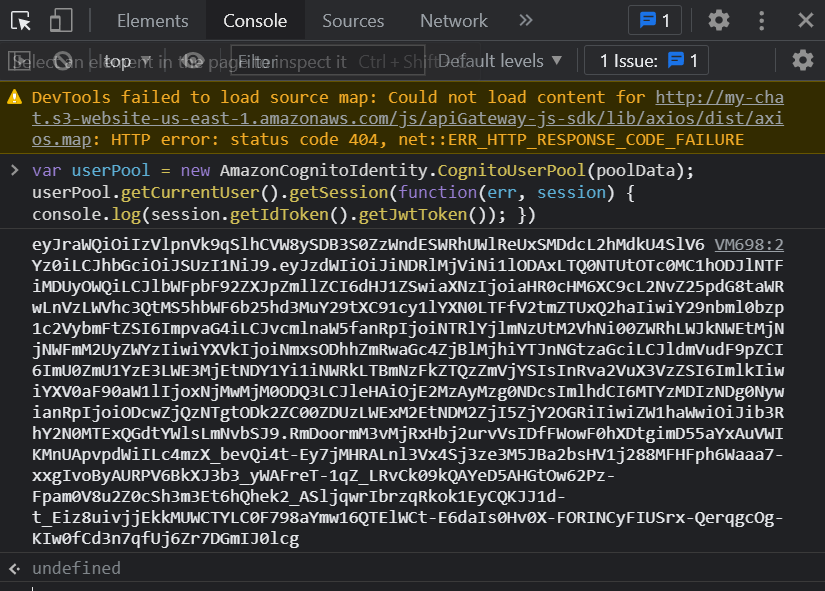 Elements Console Sources Network » 1
top Filter Default levels ▼ 1 Issue: 1
Select an element in the page to inspect it Ctrl + Shift +
DevTools failed to load source map: Could not load content for http://my-cha
t.s3-website-us-east-1.amazonaws.com/js/apiGateway-js-sdk/lib/axios/dist/axi
os.map: HTTP error: status code 404, net::ERR_HTTP_RESPONSE_CODE_FAILURE
> var userPool = new AmazonCognitoIdentity.CognitoUserPool(poolData);
userPool.getCurrentUser().getSession(function(err, session) {
console.log(session.getIdToken().getJwtToken()); })
eyJraWQiOiIzVlpnVk9qSlhCVW8ySDB3S0ZzWndESWRhUWlReUxSMDdcL2hMdkU4SlV6 VM698:2
Yz0iLCJhbGciOiJSUzI1NiJ9.eyJzdWIiOiJiNDRlMjViNi1lODAxLTQ0NTUtOTc0MC1hODJlNTF
iMDUyOWQiLCJlbWFpbF92ZXJpZmllZCI6dHJ1ZSwiaXNzIjoiaHR0cHM6XC9cL2NvZ25pdG8taWR
wLnVzLWVhc3QtMS5hbWF6b25hd3MuY29tXC91cy1lYXN0LTFfV2tmZTUxQ2haIiwiY29nbml0bzp
1c2VybmFtZSI6ImpvaG4iLCJvcmlnaW5fanRpIjoiNTRlYjlmNzUtM2VhNi00ZWRhLWJkNWEtMjN
jNWFmM2UyZWYzIiwiYXVkIjoiNmxsODhhZmRwaGc4ZjBlMjhiYTJnNGtzaGciLCJldmVudF9pZCI
6ImU0ZmU1YzE3LWE3MjEtNDY1Yi1iNWRkLTBmNzFkZTQzZmVjYSIsInRva2VuX3VzZSI6ImlkIiw
iYXV0aF90aW1lIjoxNjMwMjM0ODQ3LCJleHAiOjE2MzAyMzg0NDcsImlhdCI6MTYzMDIzNDg0Nyw
ianRpIjoiODcwZjQzNTgtODk2ZC00ZDUzLWExM2EtNDM2ZjI5ZjY2OGRiIiwiZW1haWwiOiJib3R
hY2N0MTExQGdtYWlsLmNvbSJ9.RmDoormM3vMjRxHbj2urvVsIDfFWowF0hXDtgimD55aYxAuVWI
KMnUApvpdWiILc4mzX_bevQi4t-Ey7jMHRALnl3Vx4Sj3ze3M5JBa2bsHV1j288MFHFph6Waaa7-
xxgIvoByAURPV6BkXJ3b3_yWAFreT-1qZ_LRvCk09kQAYeD5AHGtOw62Pz-
Fpam0V8u2Z0cSh3m3Et6hQhek2_ASljqwrIbrzqRkok1EyCQKJJ1d-
t_Eiz8uivjjEkkMUWCTYLC0F798aYmw16QTElWCt-E6daIs0Hv0X-FORINCyFIUSrx-QerqgcOg-
KIw0fCd3n7qfUj6Zr7DGmIJ0lcg
undefined